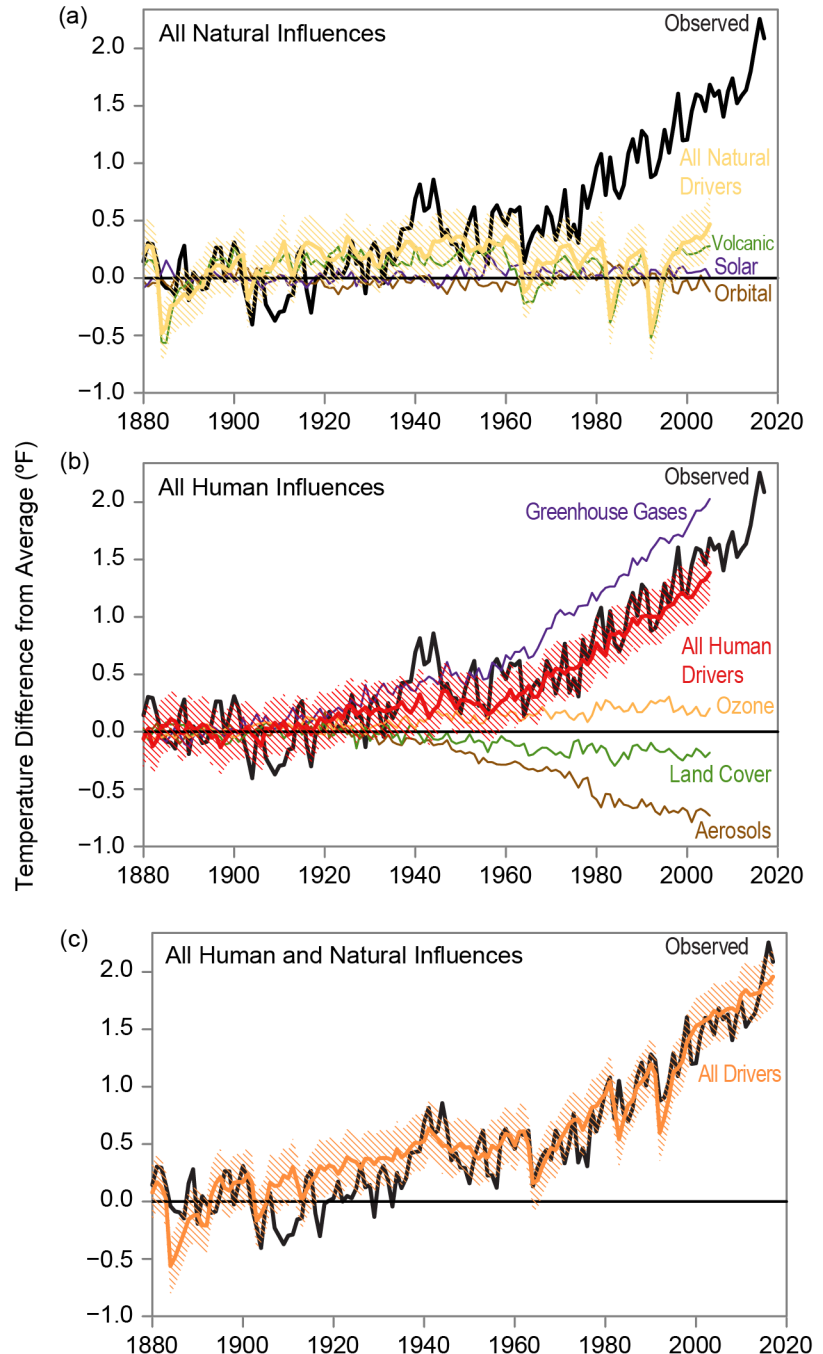 (a)
All Natural Influences
Observed
2.0
1.5
1.0
0.5
0.0
−0.5
−1.0
All Natural
Drivers
Volcanic
Solar
Orbital
1880 1900 1920 1940 1960 1980 2000 2020
Temperature Difference from Average (ºF)
(b)
All Human Influences
Observed
Greenhouse Gases
2.0
1.5
1.0
0.5
0.0
−0.5
−1.0
All Human
Drivers
Ozone
Land Cover
Aerosols
1880 1900 1920 1940 1960 1980 2000 2020
(c)
All Human and Natural Influences
Observed
2.0
1.5
1.0
0.5
0.0
−0.5
−1.0
All Drivers
1880 1900 1920 1940 1960 1980 2000 2020